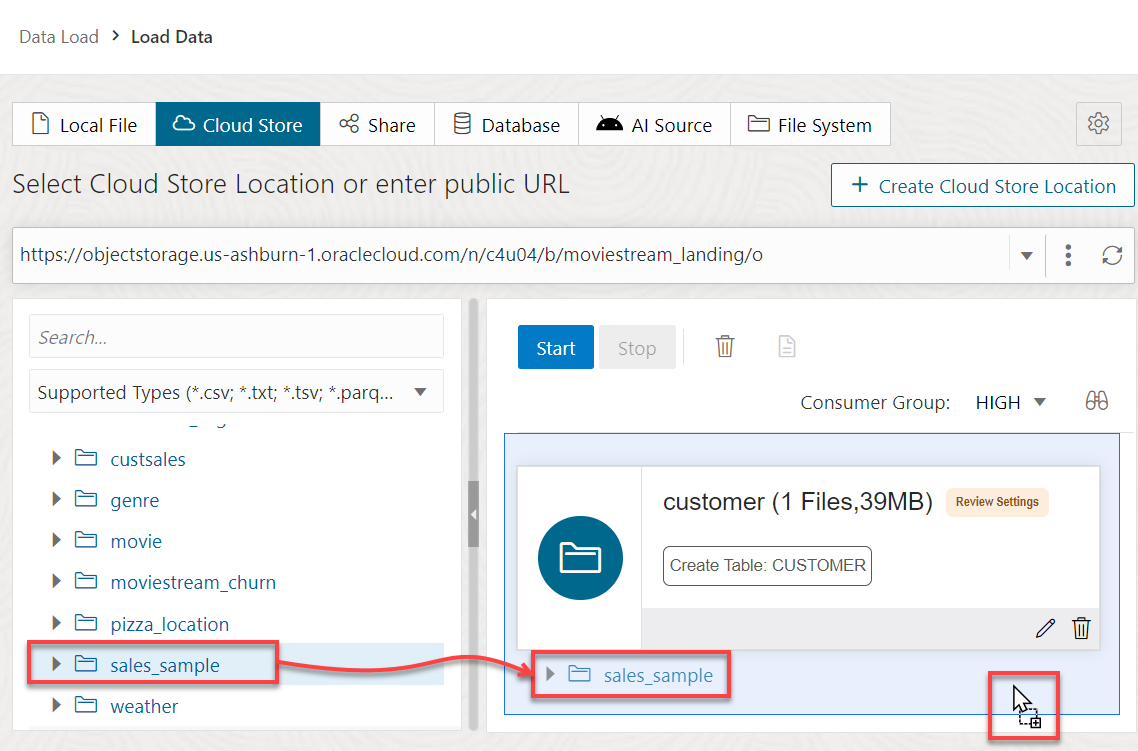 Data Load > Load Data
Local File
Cloud Store
Share
Database
AI Source
File System
Select Cloud Store Location or enter public URL
+ Create Cloud Store Location
https://objectstorage.us-ashburn-1.oraclecloud.com/n/c4u04/b/moviestream_landing/o
Search...
Supported Types (*.csv; *.txt; *.tsv; *.parq...
custsales
genre
movie
moviestream_churn
pizza_location
sales_sample
weather
Start
Stop
Consumer Group: HIGH
customer (1 Files,39MB)
Review Settings
Create Table: CUSTOMER
sales_sample